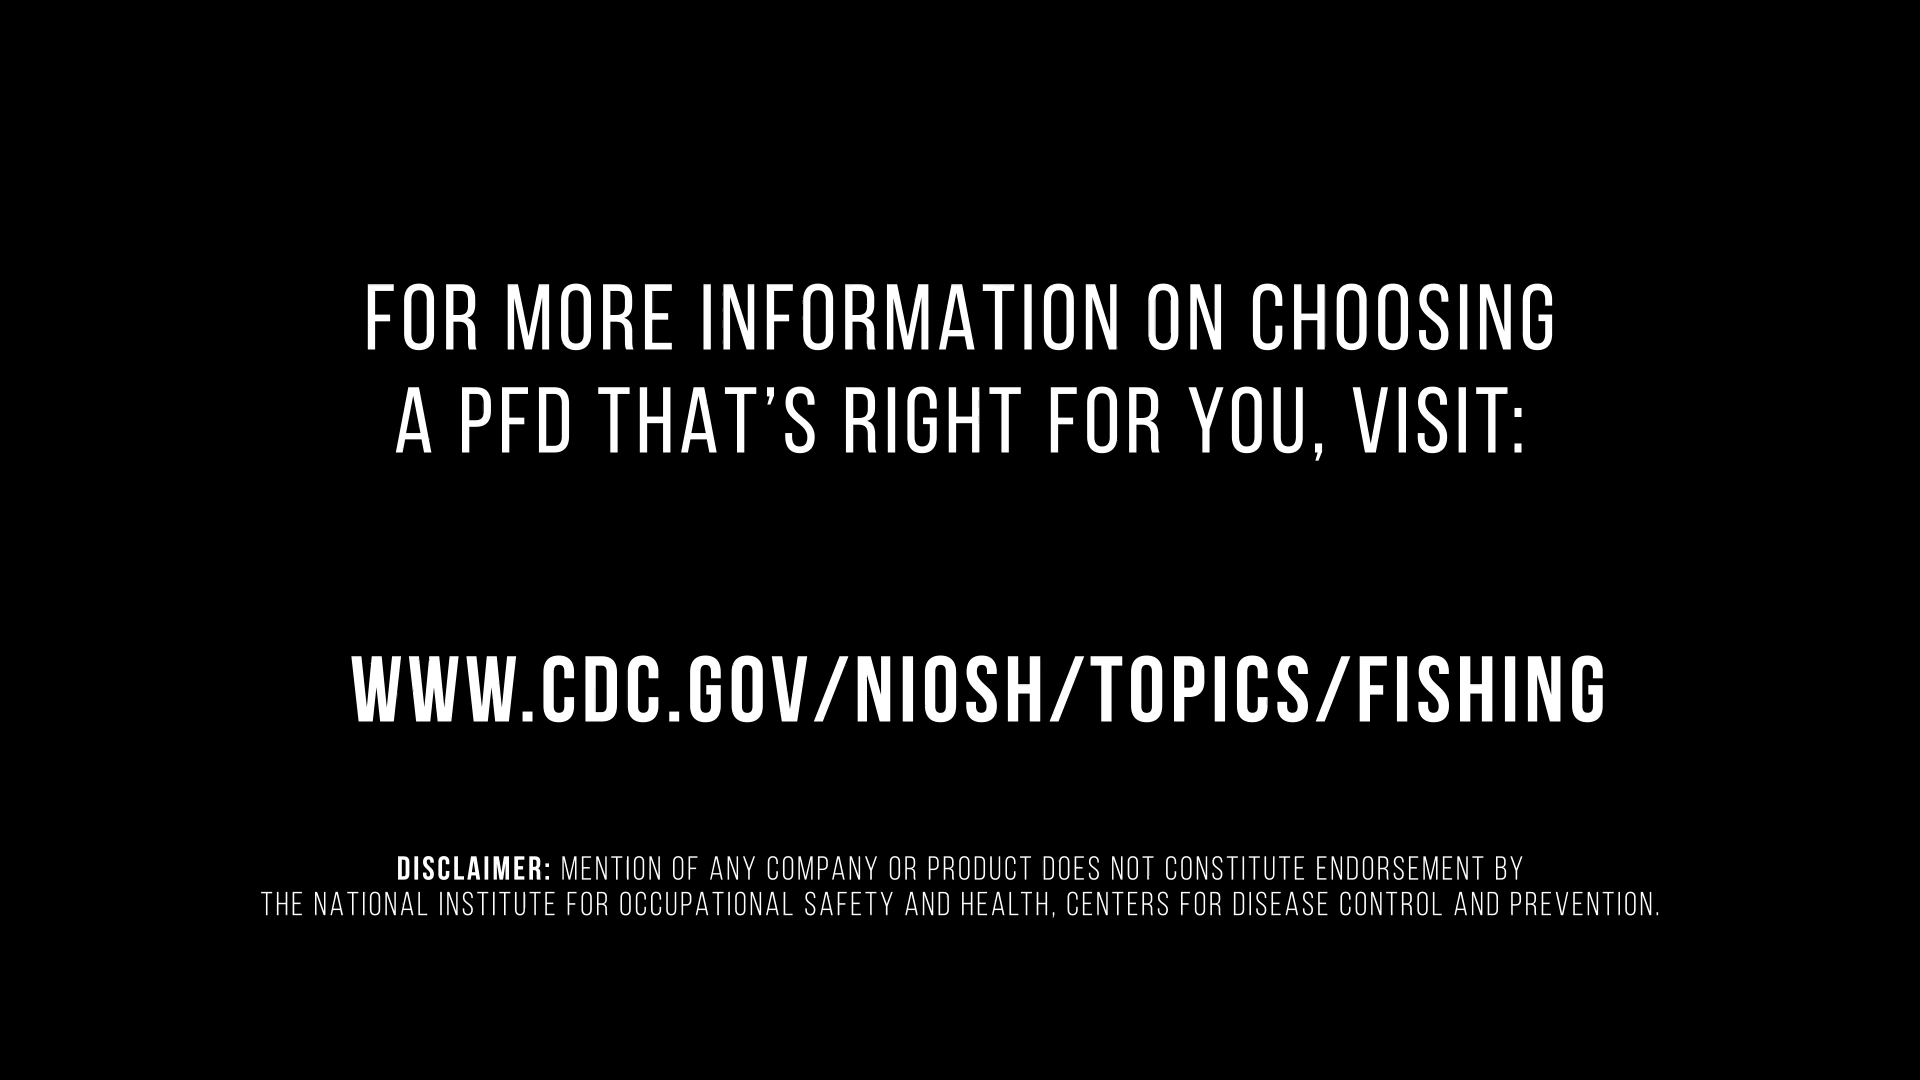 FOR MORE INFORMATION ON CHOOSING
A PFD THAT’S RIGHT FOR YOU, VISIT:
WWW.CDC.GOV/NIOSH/TOPICS/FISHING
DISCLAIMER: MENTION OF ANY COMPANY OR PRODUCT DOES NOT CONSTITUTE ENDORSEMENT BY
THE NATIONAL INSTITUTE FOR OCCUPATIONAL SAFETY AND HEALTH, CENTERS FOR DISEASE CONTROL AND PREVENTION.